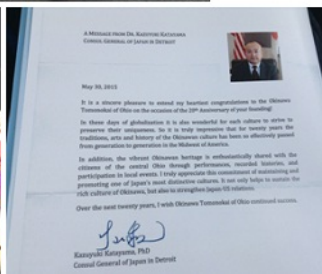 A MESSAGE FROM DR. KAZUYUKI KATAYAMA
CONSUL GENERAL OF JAPAN IN DETROIT
May 30, 2015
It is a sincere pleasure to extend my heartiest congratulations to the Okinawa
Tomonokai of Ohio on the occasion of the 20th Anniversary of your founding!
In these days of globalization it is also wonderful for each culture to strive to
preserve their uniqueness. So it is truly impressive that for twenty years the
traditions, arts and history of the Okinawan culture has been so effectively passed
from generation to generation in the Midwest of America.
In addition, the vibrant Okinawan heritage is enthusiastically shared with the
citizens of the central Ohio through performances, recorded histories, and
participation in local events. I truly appreciate this commitment of maintaining and
promoting one of Japan's most distinctive cultures. It not only helps to sustain the
rich culture of Okinawa, but also to strengthen Japan-US relations.
Over the next twenty years, I wish Okinawa Tomonokai of Ohio continued success.
Kazuyuki Katayama, PhD
Consul General of Japan in Detroit